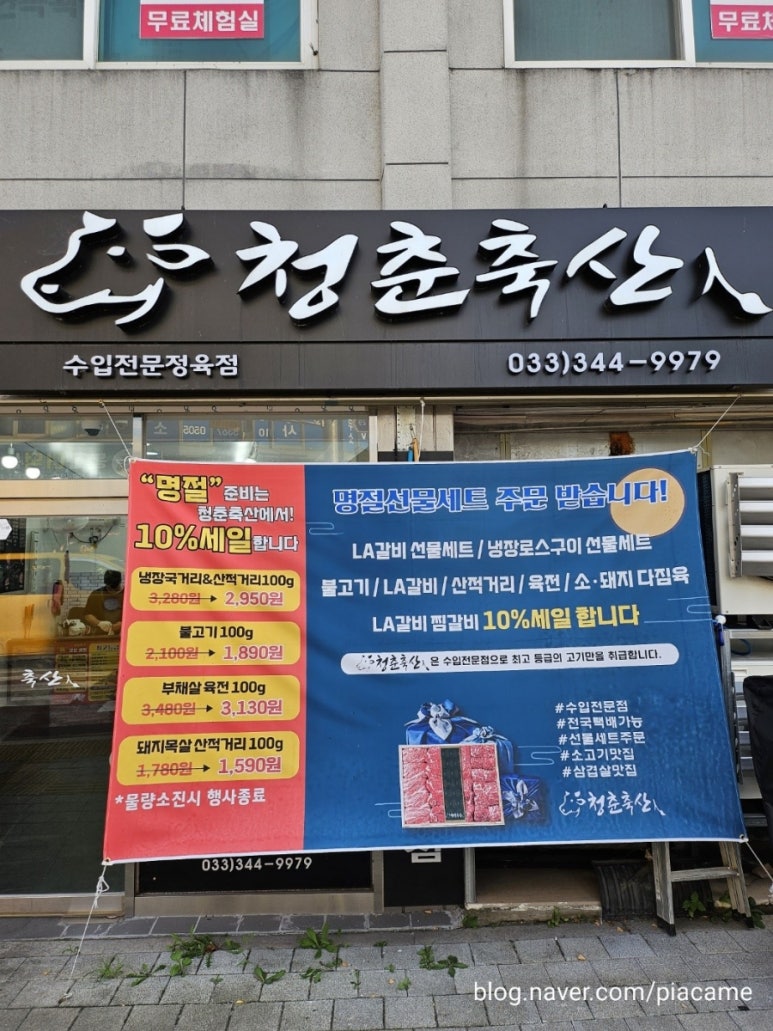 무료체험실
무료체
청춘축산
수입전문정육점
033)344-9979
"명절" 준비는
청춘축산에서!
10%세일합니다
냉장국거리&산적거리100g
3,280원 → 2,950원
불고기 100g
2,100원 → 1,890원
부채살 육전 100g
3,480원 → 3,130원
돼지목살 산적거리 100g
1,780원 → 1,590원
*물량소진시 행사종료
명절선물세트 주문 받습니다!
LA갈비 선물세트 / 냉장로스구이 선물세트
불고기 / LA갈비 / 산적거리 / 육전 / 소·돼지 다짐육
LA갈비 찜갈비 10%세일 합니다
청춘축산은 수입전문점으로 최고 등급의 고기만을 취급합니다.
#수입전문점
#전국택배가능
#선물세트주문
#소고기맛집
#삼겹살맛집
청춘축산
축산
033)344-9979
blog.naver.com/piacame